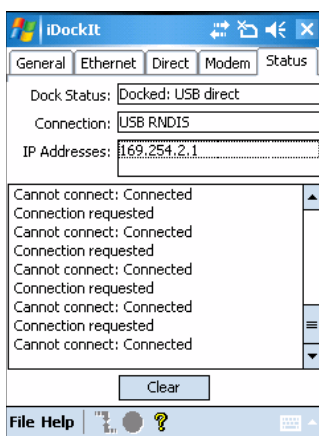 iDockIt
General Ethernet Direct Modem Status
Dock Status: Docked: USB direct
Connection: USB RNDIS
IP Addresses: 169.254.2.1
Cannot connect: Connected
Connection requested
Cannot connect: Connected
Connection requested
Cannot connect: Connected
Connection requested
Cannot connect: Connected
Connection requested
Cannot connect: Connected
Clear
File Help